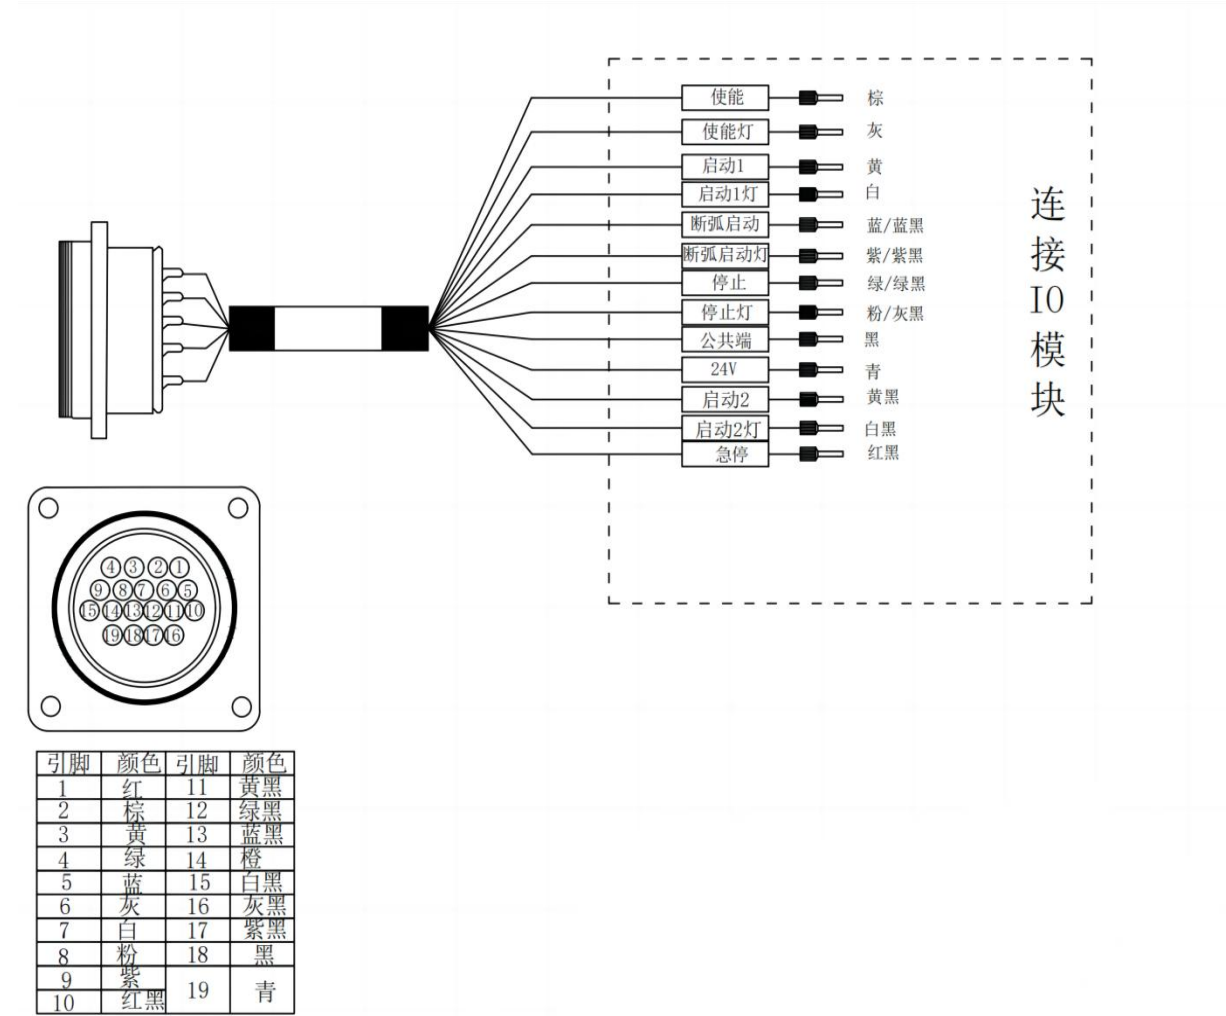 使能 棕
使能灯 灰
启动1 黄
启动1灯 白
断弧启动 蓝/蓝黑
断弧启动灯 紫/紫黑
停止 绿/绿黑
停止灯 粉/灰黑
公共端 黑
24V 青
启动2 黄黑
启动2灯 白黑
急停 红黑
连接IO模块
4 3 2 1
9 8 7 6 5
15 14 13 12 11 10
19 18 17 16
引脚 颜色 引脚 颜色
1 红 11 黄黑
2 棕 12 绿黑
3 黄 13 蓝黑
4 绿 14 橙
5 蓝 15 白黑
6 灰 16 灰黑
7 白 17 紫黑
8 粉 18 黑
9 紫 19 青
10 红黑